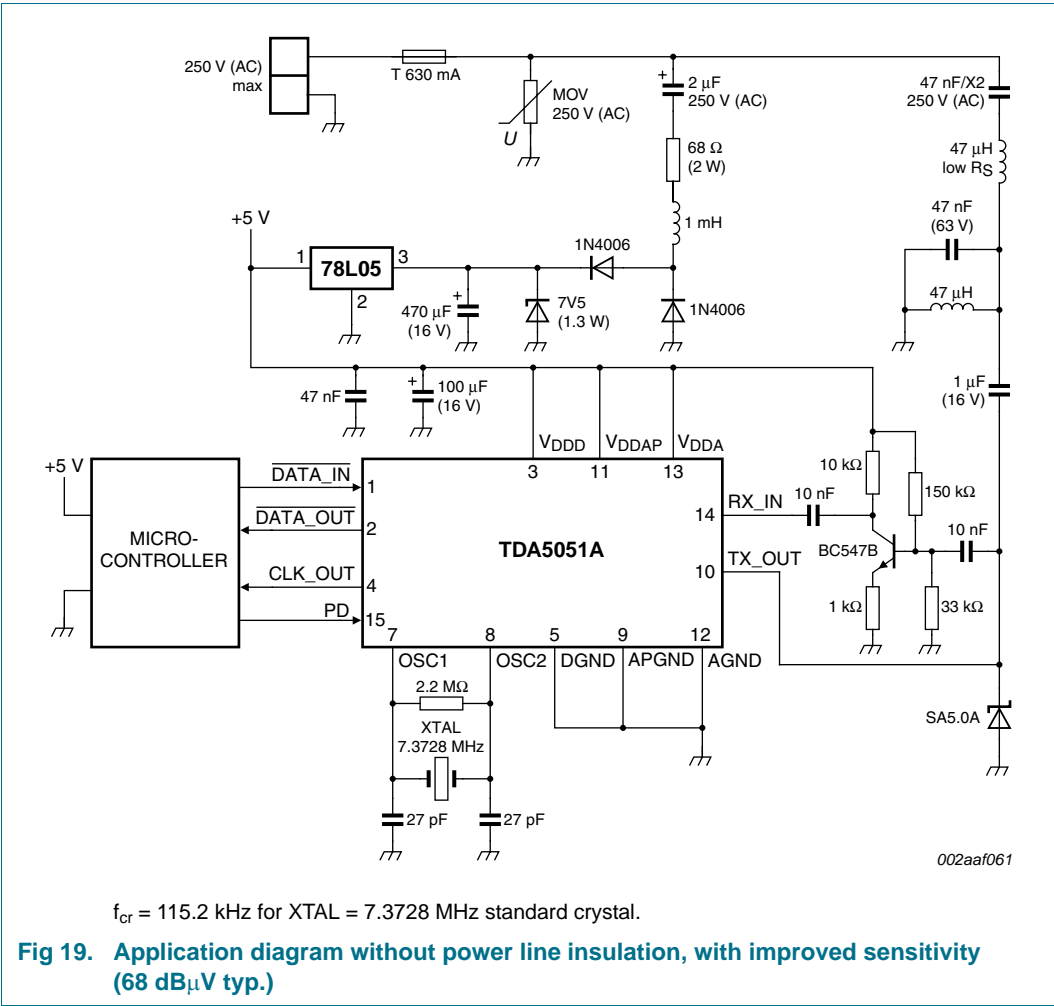 250 V (AC)
max
T 630 mA
MOV
250 V (AC)
U
+
2 μF
250 V (AC)
68 Ω
(2 W)
1 mH
47 nF/X2
250 V (AC)
47 μH
low RS
47 nF
(63 V)
47 μH
1 μF
(16 V)
+5 V
1
78L05
3
2
+
470 μF
(16 V)
7V5
(1.3 W)
1N4006
1N4006
47 nF
+
100 μF
(16 V)
VDDD
VDDAP
VDDA
3
11
13
+5 V
MICRO-
CONTROLLER
DATA_IN
1
DATA_OUT
2
CLK_OUT
4
PD
15
TDA5051A
14
RX_IN
10
TX_OUT
10 nF
10 kΩ
150 kΩ
10 nF
BC547B
1 kΩ
33 kΩ
SA5.0A
7
8
5
9
12
OSC1
OSC2
DGND
APGND
AGND
2.2 MΩ
XTAL
7.3728 MHz
27 pF
27 pF
002aaf061
fcr = 115.2 kHz for XTAL = 7.3728 MHz standard crystal.
Fig 19. Application diagram without power line insulation, with improved sensitivity
(68 dBμV typ.)